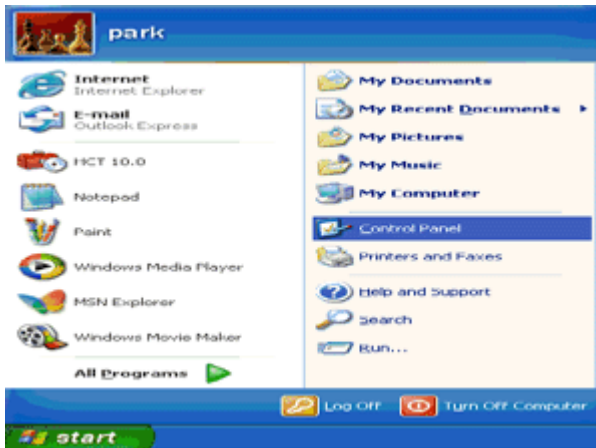 park
Internet
Internet Explorer
E-mail
Outlook Express
HCT 10.0
Notepad
Paint
Windows Media Player
MSN Explorer
Windows Movie Maker
All Programs
My Documents
My Recent Documents
My Pictures
My Music
My Computer
Control Panel
Printers and Faxes
Help and Support
Search
Run...
Log Off
Turn Off Computer
start